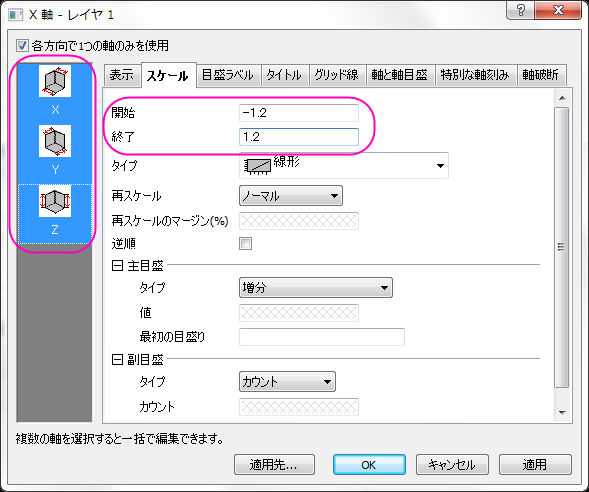 X 軸 - レイヤ 1
各方向で1つの軸のみを使用
X
Y
Z
表示 スケール 目盛ラベル タイトル グリッド線 軸と軸目盛 特別な軸刻み 軸破断
開始 -1.2
終了 1.2
タイプ 線形
再スケール ノーマル
再スケールのマージン(%)
逆順
主目盛
タイプ 増分
値
最初の目盛り
副目盛
タイプ カウント
カウント
複数の軸を選択すると一括で編集できます。
適用先... OK キャンセル 適用